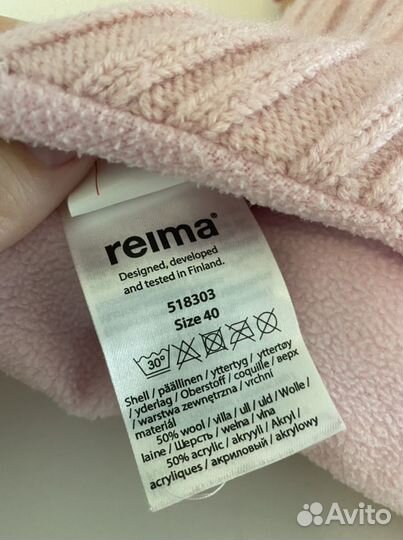 reima®
Designed, developed
and tested in Finland.
518303
Size 40
30°
Shell / päällinen / yttertyg / yttertøy
/ yderlag / Oberstoff / coquille / верх
/ warstwa zewnętrzna / vrchní
materiál
50% wool / villa / ull / uld / Wolle /
laine / Шерсть / wełna / vlna
50% acrylic / akryyli / Akryl /
acryliques / акриловый / akrylowy
Avito